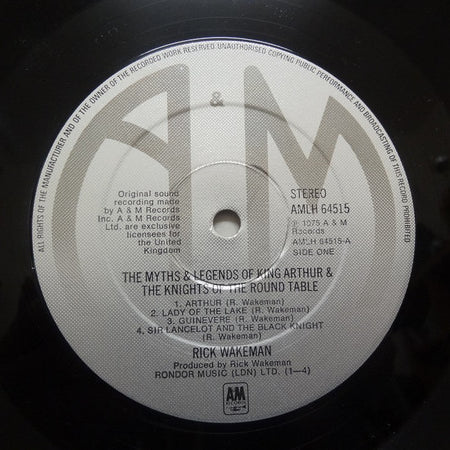 ALL RIGHTS OF THE MANUFACTURER AND OF THE OWNER OF THE RECORDED WORK RESERVED. UNAUTHORISED COPYING PUBLIC PERFORMANCE AND BROADCASTING OF THIS RECORD PROHIBITED
A & M
Original sound
recording made
by A & M Records
Inc. A & M Records
Ltd. are exclusive
licensees for
the United
Kingdom
STEREO
AMLH 64515
℗ 1975 A & M
Records
AMLH 64515-A
SIDE ONE
THE MYTHS & LEGENDS OF KING ARTHUR &
THE KNIGHTS OF THE ROUND TABLE
1. ARTHUR (R. Wakeman)
2. LADY OF THE LAKE (R. Wakeman)
3. GUINEVERE (R. Wakeman)
4. SIR LANCELOT AND THE BLACK KNIGHT
(R. Wakeman)
RICK WAKEMAN
Produced by Rick Wakeman
RONDOR MUSIC (LDN) LTD. (1—4)
AM
RECORDS